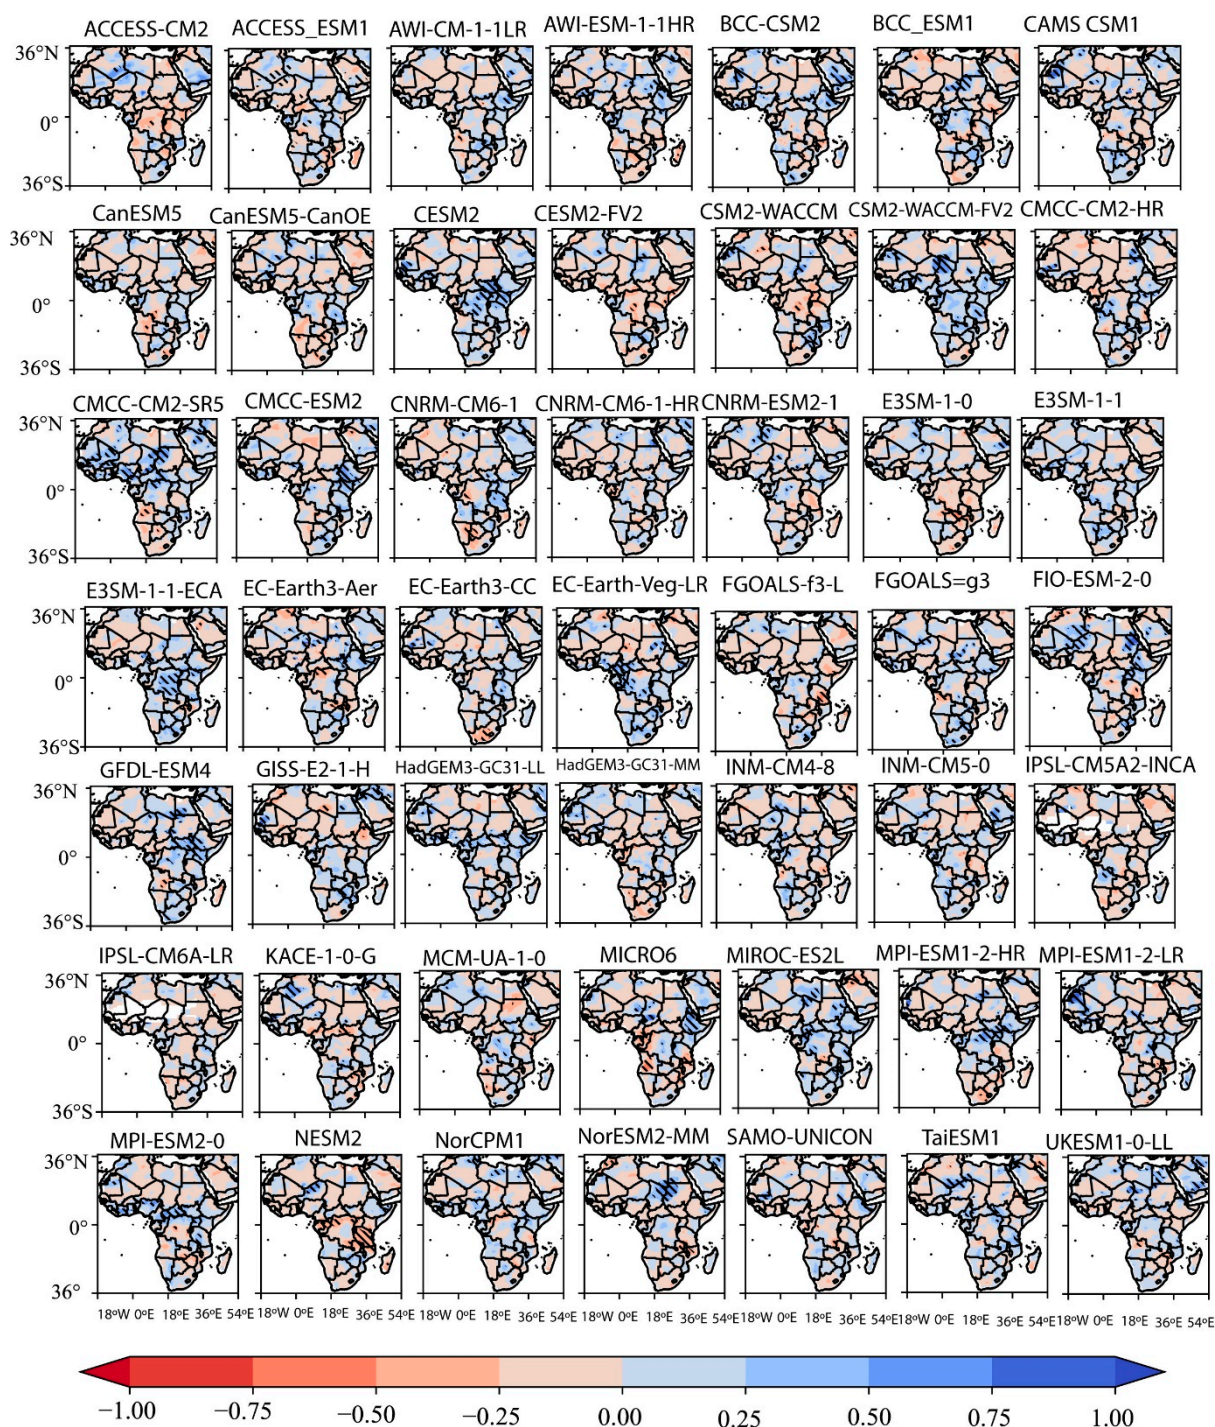 ACCESS-CM2 ACCESS_ESM1 AWI-CM-1-1LR AWI-ESM-1-1HR BCC-CSM2 BCC_ESM1 CAMS CSM1
36°N
0°
36°S
CanESM5 CanESM5-CanOE CESM2 CESM2-FV2 CSM2-WACCM CSM2-WACCM-FV2 CMCC-CM2-HR
36°N
0°
36°S
CMCC-CM2-SR5 CMCC-ESM2 CNRM-CM6-1 CNRM-CM6-1-HR CNRM-ESM2-1 E3SM-1-0 E3SM-1-1
36°N
0°
36°S
E3SM-1-1-ECA EC-Earth3-Aer EC-Earth3-CC EC-Earth-Veg-LR FGOALS-f3-L FGOALS=g3 FIO-ESM-2-0
36°N
0°
36°S
GFDL-ESM4 GISS-E2-1-H HadGEM3-GC31-LL HadGEM3-GC31-MM INM-CM4-8 INM-CM5-0 IPSL-CM5A2-INCA
36°N
0°
36°S
IPSL-CM6A-LR KACE-1-0-G MCM-UA-1-0 MICRO6 MIROC-ES2L MPI-ESM1-2-HR MPI-ESM1-2-LR
36°N
0°
36°S
MPI-ESM2-0 NESM2 NorCPM1 NorESM2-MM SAMO-UNICON TaiESM1 UKESM1-0-LL
36°N
0°
36°
18°W 0°E 18°E 36°E 54°E 18°W 0°E 18°E 36°E 54°E 18°W 0°E 18°E 36°E 54°E 18°W 0°E 18°E 36°E 54°E 18°W 0°E 18°E 36°E 54°E 18°W 0°E 18°E 36°E 54°E 18°W 0°E 18°E 36°E 54°E
−1.00 −0.75 −0.50 −0.25 0.00 0.25 0.50 0.75 1.00